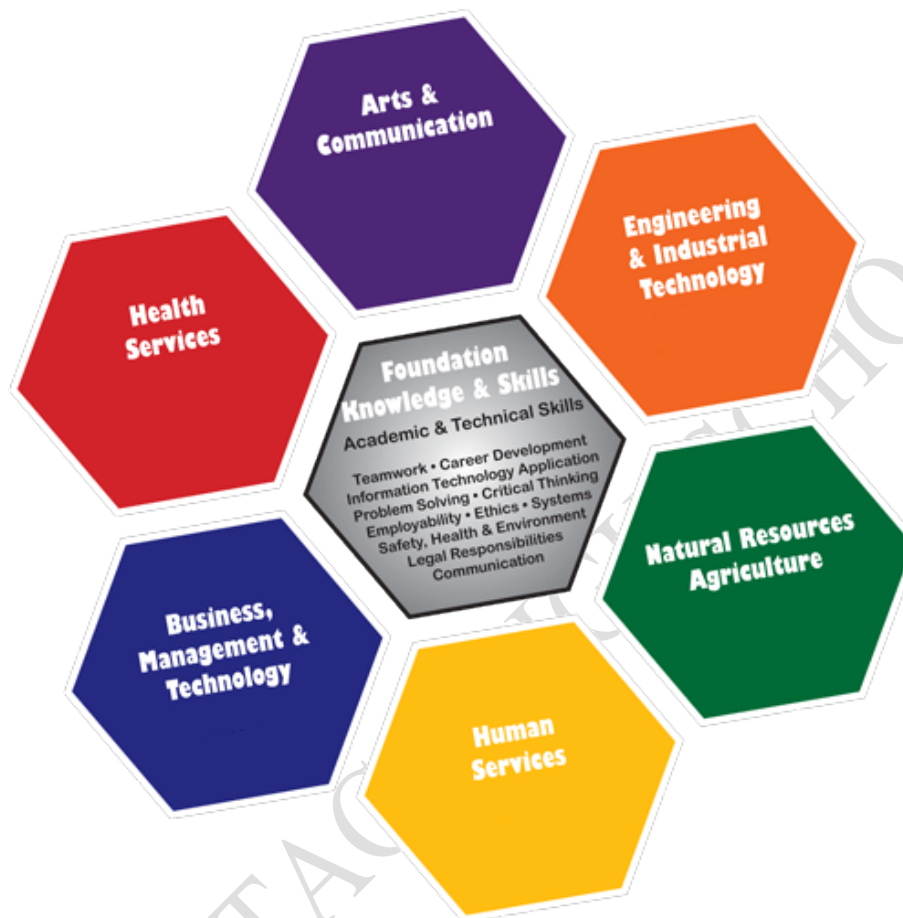 Arts &
Communication
Engineering
& Industrial
Technology
Health
Services
Foundation
Knowledge & Skills
Academic & Technical Skills
Teamwork • Career Development
Information Technology Application
Problem Solving • Critical Thinking
Employability • Ethics • Systems
Safety, Health & Environment
Legal Responsibilities
Communication
Natural Resources
Agriculture
Business,
Management &
Technology
Human
Services